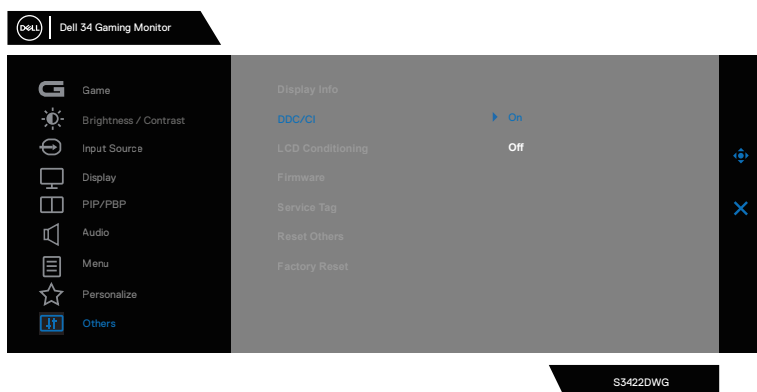 DELL
Dell 34 Gaming Monitor
Game
Brightness / Contrast
Input Source
Display
PIP/PBP
Audio
Menu
Personalize
Others
Display Info
DDC/CI
On
LCD Conditioning
Off
Firmware
Service Tag
Reset Others
Factory Reset
S3422DWG